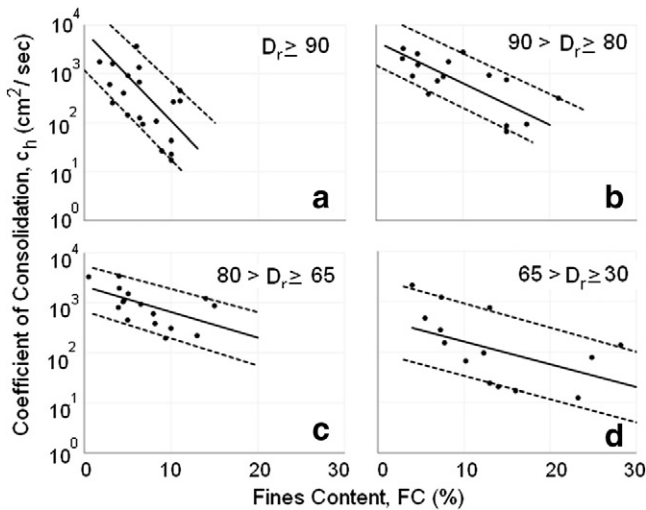 Coefficient of Consolidation, c_h (cm²/ sec)
10⁴
10³
10²
10¹
10⁰
D_r ≥ 90
a
90 > D_r ≥ 80
b
10⁴
10³
10²
10¹
10⁰
80 > D_r ≥ 65
c
65 > D_r ≥ 30
d
0 10 20 30
0 10 20 30
Fines Content, FC (%)